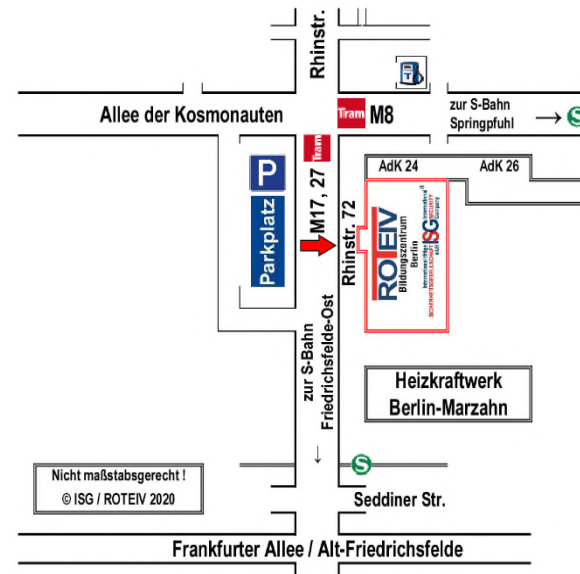 Rhinstr.
Allee der Kosmonauten
Tram M8
zur S-Bahn
Springpfuhl
→ S
Tram
M17, 27
P
Parkplatz
AdK 24
AdK 26
Rhinstr. 72
ROTEIV
Bildungszentrum
Berlin
ISG
zur S-Bahn
Friedrichsfelde-Ost
→
Heizkraftwerk
Berlin-Marzahn
S
Nicht maßstabsgerecht !
© ISG / ROTEIV 2020
Seddiner Str.
Frankfurter Allee / Alt-Friedrichsfelde